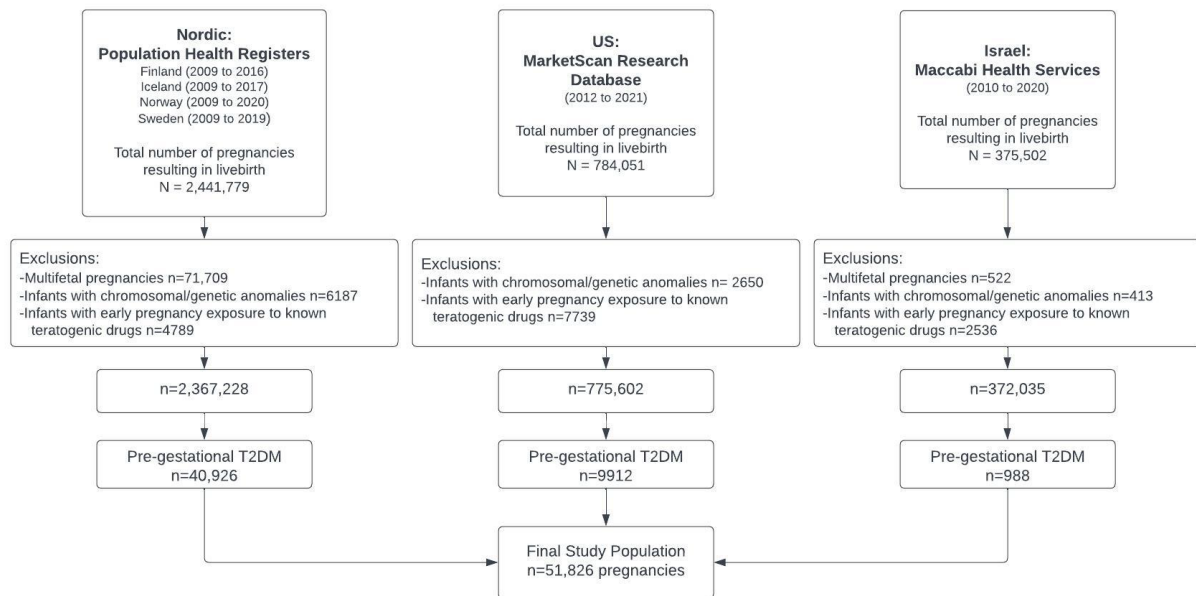 Nordic:
Population Health Registers
Finland (2009 to 2016)
Iceland (2009 to 2017)
Norway (2009 to 2020)
Sweden (2009 to 2019)
Total number of pregnancies
resulting in livebirth
N = 2,441,779
US:
MarketScan Research
Database
(2012 to 2021)
Total number of pregnancies
resulting in livebirth
N = 784,051
Israel:
Maccabi Health Services
(2010 to 2020)
Total number of pregnancies
resulting in livebirth
N = 375,502
Exclusions:
-Multifetal pregnancies n=71,709
-Infants with chromosomal/genetic anomalies n=6187
-Infants with early pregnancy exposure to known
teratogenic drugs n=4789
Exclusions:
-Infants with chromosomal/genetic anomalies n= 2650
-Infants with early pregnancy exposure to known
teratogenic drugs n=7739
Exclusions:
-Multifetal pregnancies n=522
-Infants with chromosomal/genetic anomalies n=413
-Infants with early pregnancy exposure to known
teratogenic drugs n=2536
n=2,367,228
n=775,602
n=372,035
Pre-gestational T2DM
n=40,926
Pre-gestational T2DM
n=9912
Pre-gestational T2DM
n=988
Final Study Population
n=51,826 pregnancies